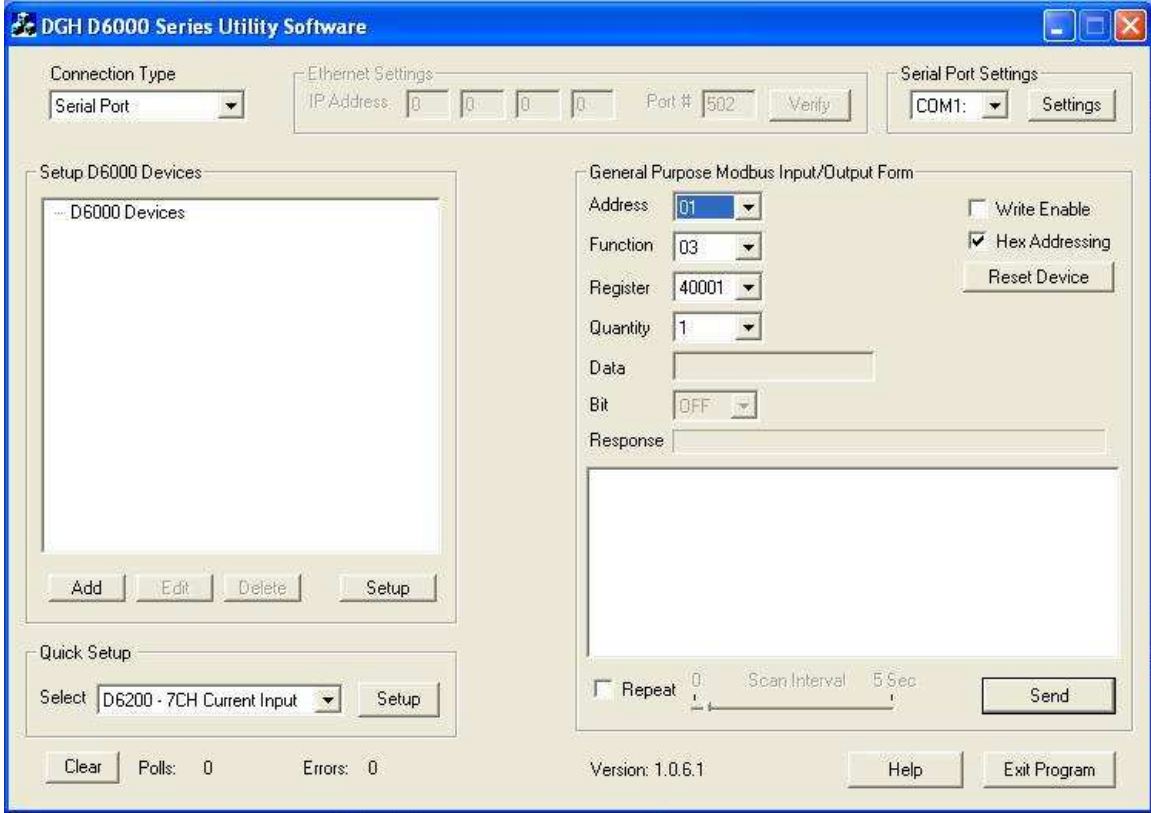 DGH D6000 Series Utility Software
Connection Type
Serial Port
Ethernet Settings
IP Address 0 0 0 0 Port # 502 Verify
Serial Port Settings
COM1: Settings
Setup D6000 Devices
D6000 Devices
Add Edit Delete Setup
Quick Setup
Select D6200 - 7CH Current Input Setup
Clear Polls: 0 Errors: 0
General Purpose Modbus Input/Output Form
Address 01 Write Enable
Function 03 Hex Addressing
Register 40001 Reset Device
Quantity 1
Data
Bit OFF
Response
Repeat 0 Scan Interval 5 Sec Send
Version: 1.0.6.1 Help Exit Program